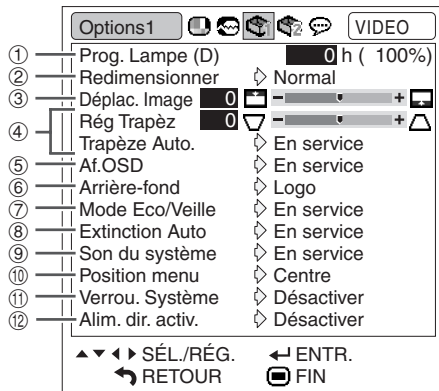 Options1 VIDEO
① Prog. Lampe (D) 0 h ( 100%)
② Redimensionner Normal
③ Déplac. Image 0 − +
④ Rég Trapèz 0 − +
Trapèze Auto. En service
⑤ Af.OSD En service
⑥ Arrière-fond Logo
⑦ Mode Eco/Veille En service
⑧ Extinction Auto En service
⑨ Son du système En service
⑩ Position menu Centre
⑪ Verrou. Système Désactiver
⑫ Alim. dir. activ. Désactiver
SÉL./RÉG. ENTR.
RETOUR FIN